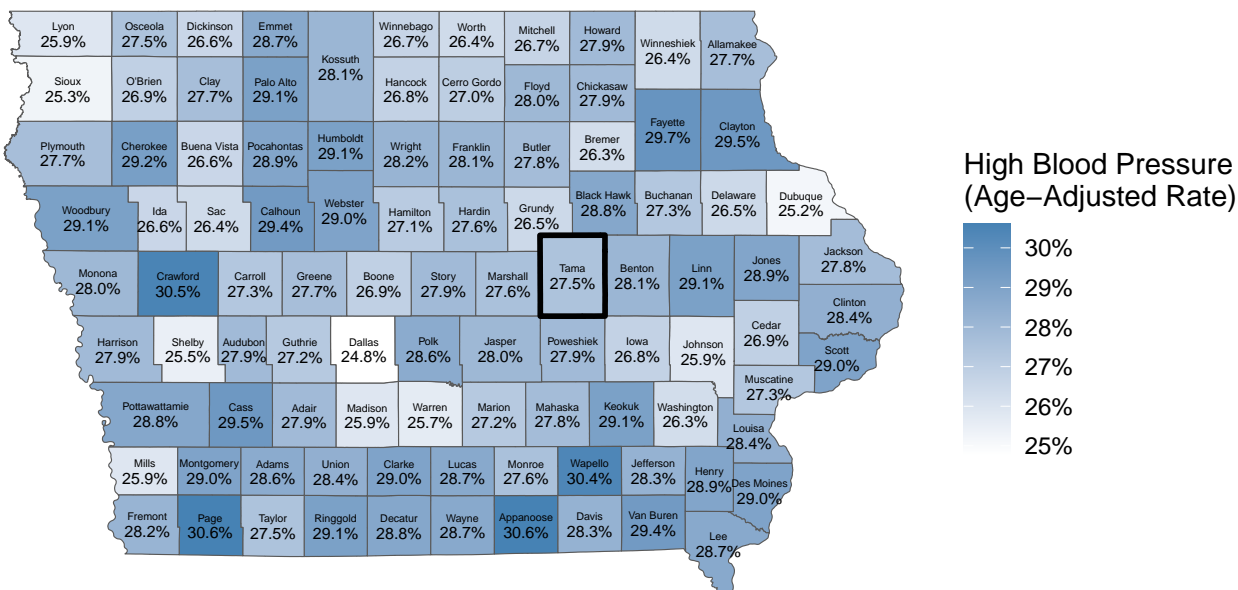 Lyon
25.9%
Osceola
27.5%
Dickinson
26.6%
Emmet
28.7%
Kossuth
28.1%
Winnebago
26.7%
Worth
26.4%
Mitchell
26.7%
Howard
27.9%
Winneshiek
26.4%
Allamakee
27.7%
Sioux
25.3%
O'Brien
26.9%
Clay
27.7%
Palo Alto
29.1%
Hancock
26.8%
Cerro Gordo
27.0%
Floyd
28.0%
Chickasaw
27.9%
Fayette
29.7%
Clayton
29.5%
Plymouth
27.7%
Cherokee
29.2%
Buena Vista
26.6%
Pocahontas
28.9%
Humboldt
29.1%
Wright
28.2%
Franklin
28.1%
Butler
27.8%
Bremer
26.3%
Woodbury
29.1%
Ida
26.6%
Sac
26.4%
Calhoun
29.4%
Webster
29.0%
Hamilton
27.1%
Hardin
27.6%
Grundy
26.5%
Black Hawk
28.8%
Buchanan
27.3%
Delaware
26.5%
Dubuque
25.2%
Monona
28.0%
Crawford
30.5%
Carroll
27.3%
Greene
27.7%
Boone
26.9%
Story
27.9%
Marshall
27.6%
Tama
27.5%
Benton
28.1%
Linn
29.1%
Jones
28.9%
Jackson
27.8%
Clinton
28.4%
Harrison
27.9%
Shelby
25.5%
Audubon
27.9%
Guthrie
27.2%
Dallas
24.8%
Polk
28.6%
Jasper
28.0%
Poweshiek
27.9%
Iowa
26.8%
Johnson
25.9%
Cedar
26.9%
Scott
29.0%
Muscatine
27.3%
Pottawattamie
28.8%
Cass
29.5%
Adair
27.9%
Madison
25.9%
Warren
25.7%
Marion
27.2%
Mahaska
27.8%
Keokuk
29.1%
Washington
26.3%
Louisa
28.4%
Mills
25.9%
Montgomery
29.0%
Adams
28.6%
Union
28.4%
Clarke
29.0%
Lucas
28.7%
Monroe
27.6%
Wapello
30.4%
Jefferson
28.3%
Henry
28.9%
Des Moines
29.0%
Fremont
28.2%
Page
30.6%
Taylor
27.5%
Ringgold
29.1%
Decatur
28.8%
Wayne
28.7%
Appanoose
30.6%
Davis
28.3%
Van Buren
29.4%
Lee
28.7%
High Blood Pressure
(Age−Adjusted Rate)
30%
29%
28%
27%
26%
25%